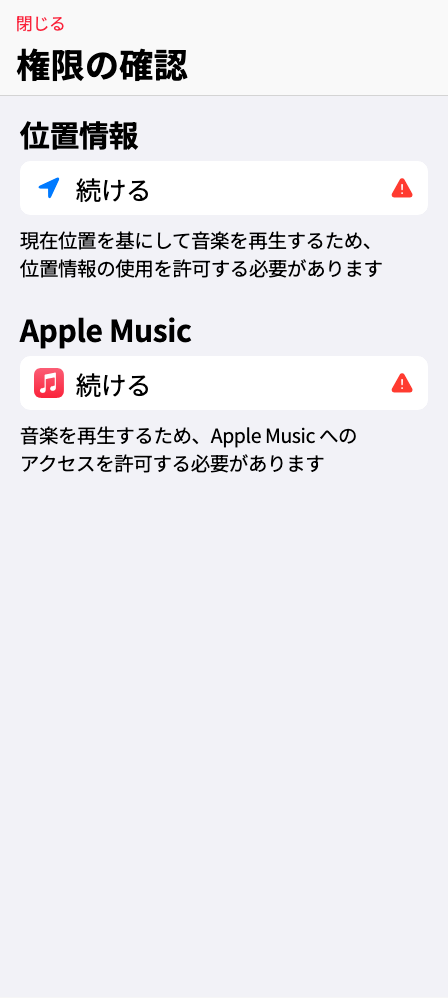 閉じる
権限の確認
位置情報
続ける
現在位置を基にして音楽を再生するため、
位置情報の使用を許可する必要があります
Apple Music
続ける
音楽を再生するため、Apple Music への
アクセスを許可する必要があります